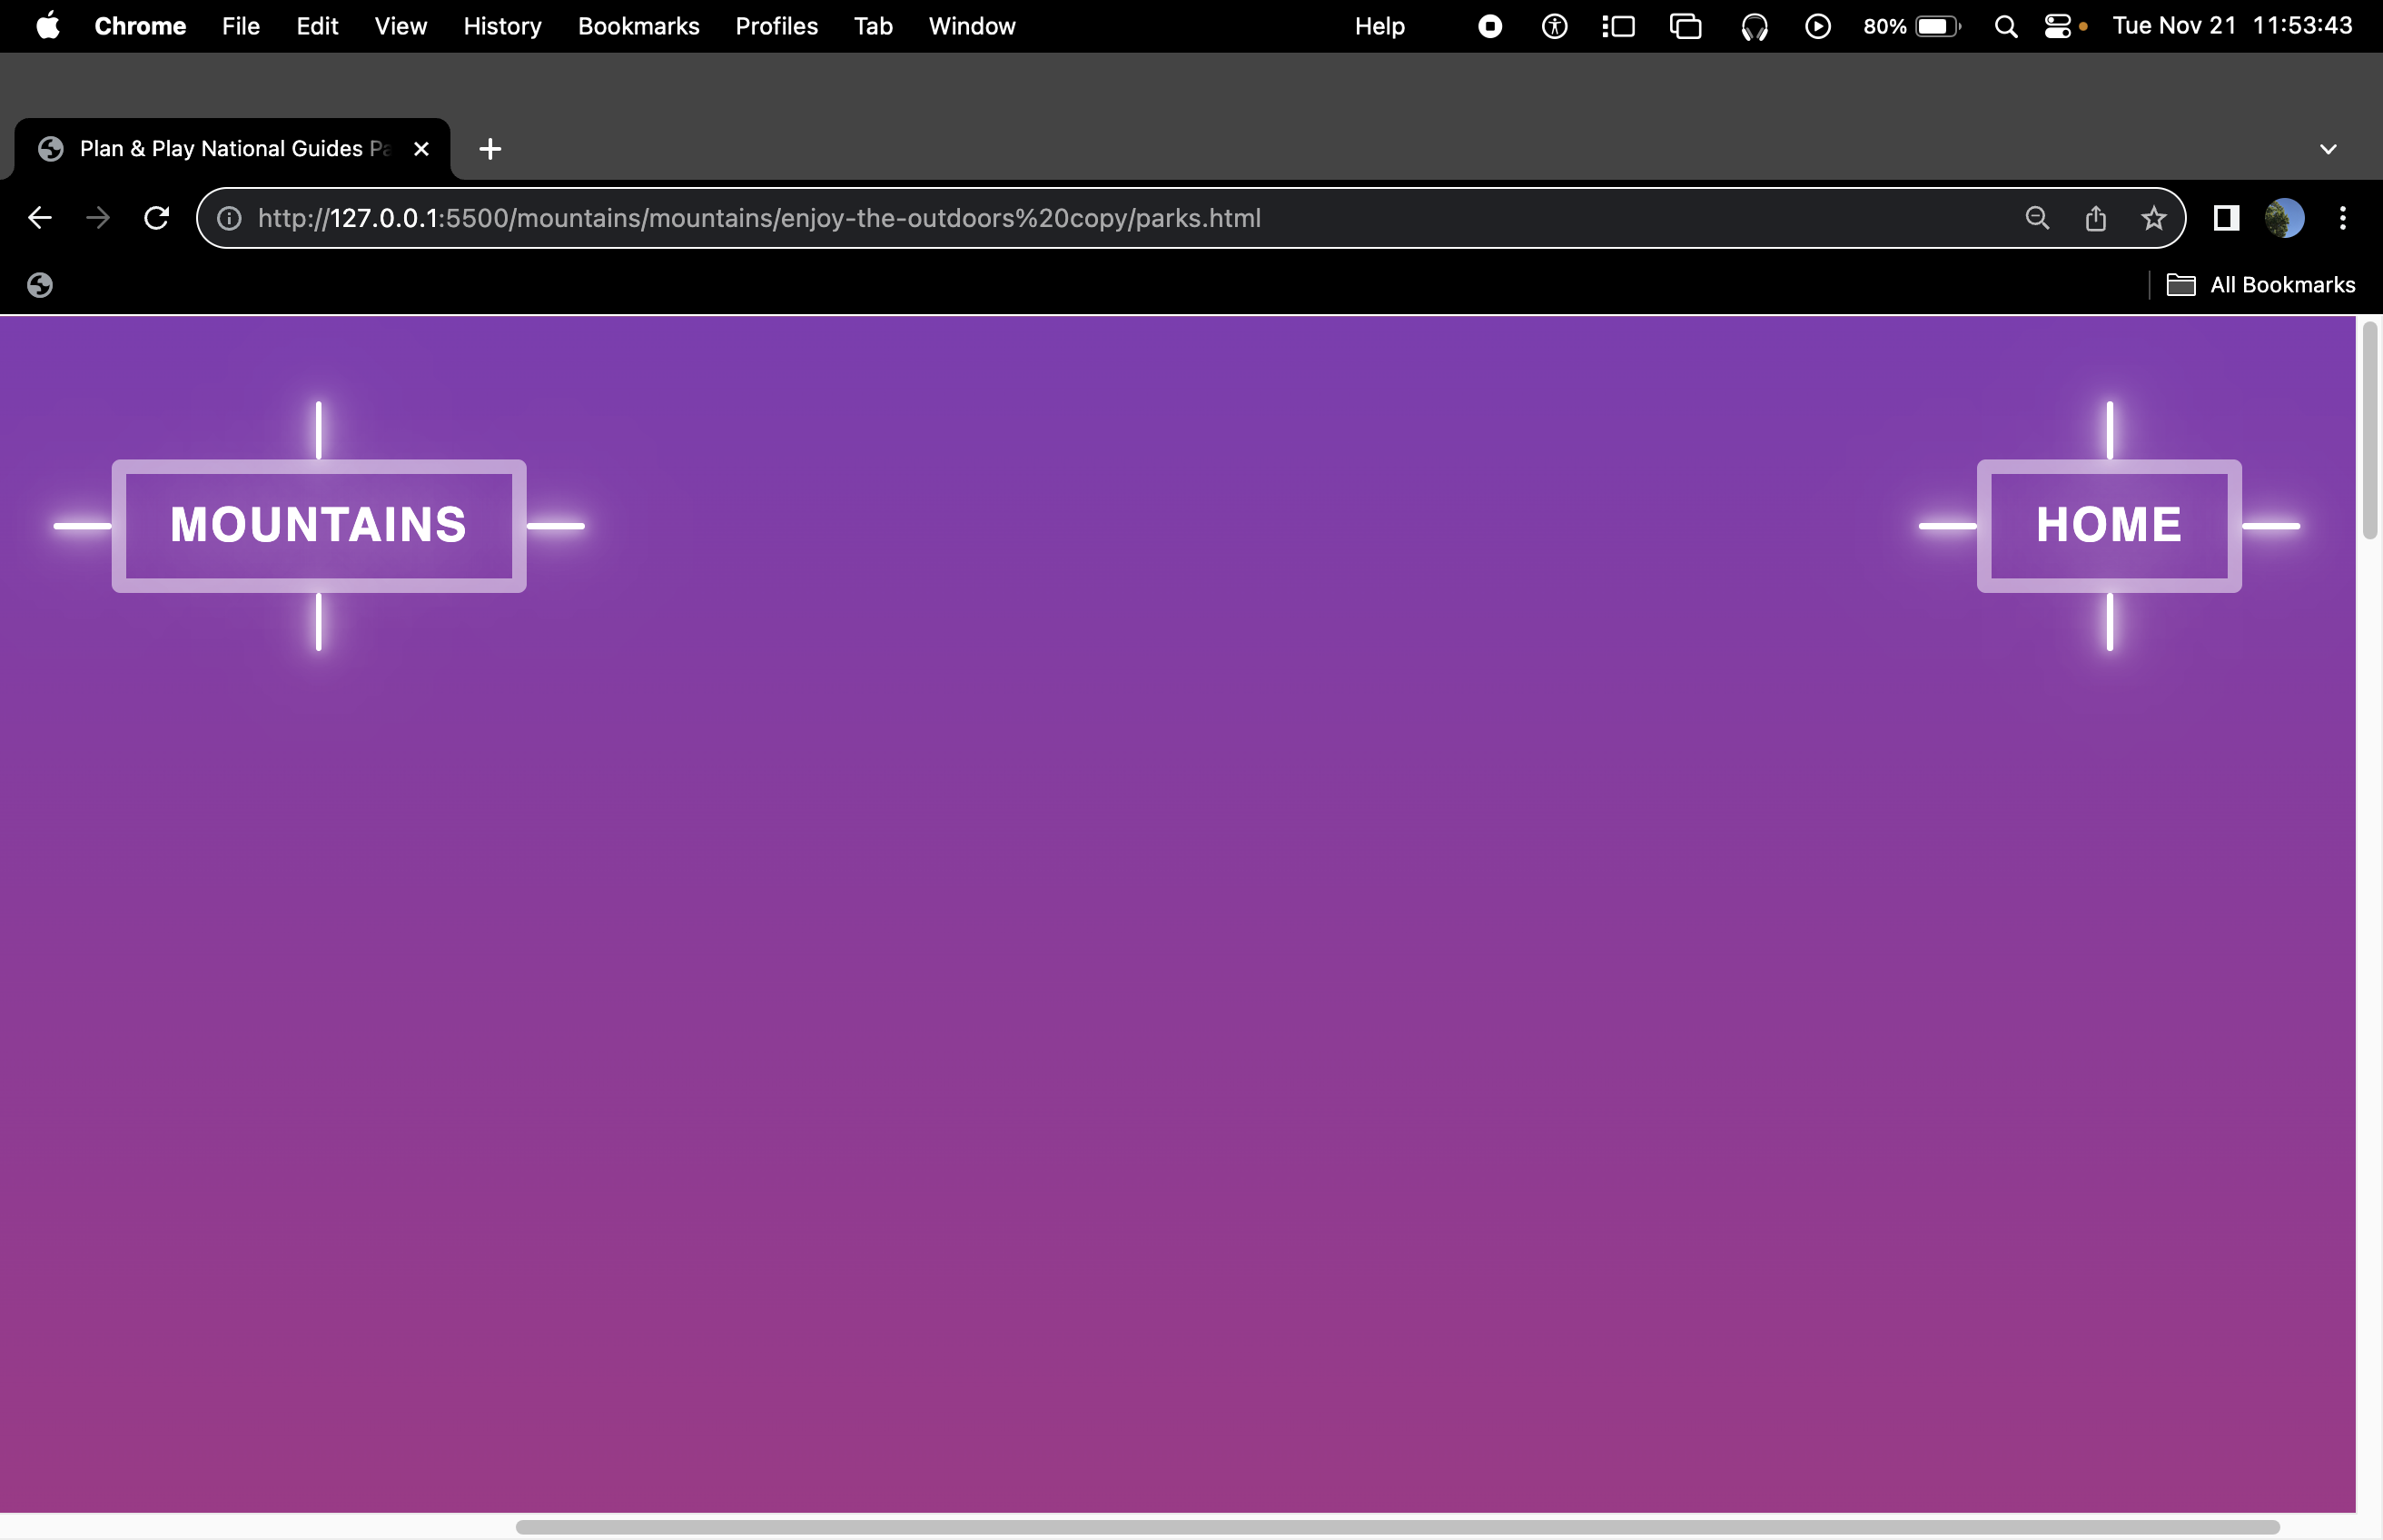 Chrome File Edit View History Bookmarks Profiles Tab Window Help 80% Tue Nov 21 11:53:43
Plan & Play National Guides Pa
http://127.0.0.1:5500/mountains/mountains/enjoy-the-outdoors%20copy/parks.html
All Bookmarks
MOUNTAINS HOME